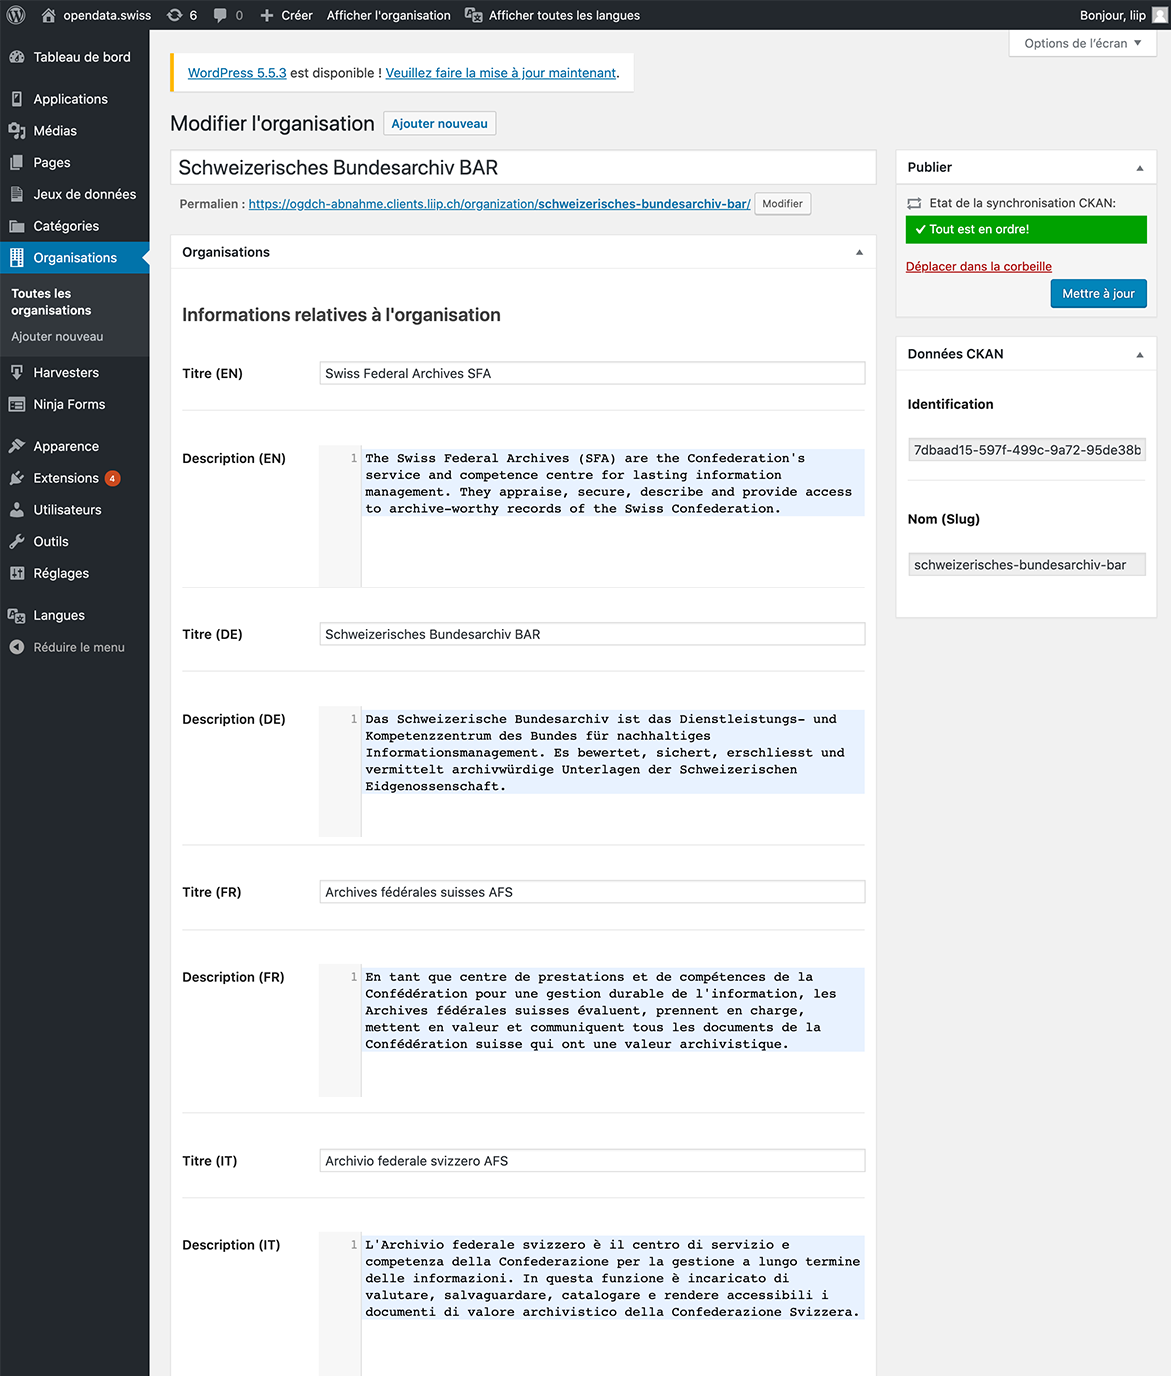 opendata.swiss 6 0 Créer Afficher l'organisation Afficher toutes les langues Bonjour, liip
Options de l'écran
Tableau de bord
Applications
Médias
Pages
Jeux de données
Catégories
Organisations
Toutes les
organisations
Ajouter nouveau
Harvesters
Ninja Forms
Apparence
Extensions 4
Utilisateurs
Outils
Réglages
Langues
Réduire le menu
WordPress 5.5.3 est disponible ! Veuillez faire la mise à jour maintenant.
Modifier l'organisation Ajouter nouveau
Schweizerisches Bundesarchiv BAR
Permalien : https://ogdch-abnahme.clients.liip.ch/organization/schweizerisches-bundesarchiv-bar/ Modifier
Organisations
Informations relatives à l'organisation
Titre (EN) Swiss Federal Archives SFA
Description (EN)
1 The Swiss Federal Archives (SFA) are the Confederation's
service and competence centre for lasting information
management. They appraise, secure, describe and provide access
to archive-worthy records of the Swiss Confederation.
Titre (DE) Schweizerisches Bundesarchiv BAR
Description (DE)
1 Das Schweizerische Bundesarchiv ist das Dienstleistungs- und
Kompetenzzentrum des Bundes für nachhaltiges
Informationsmanagement. Es bewertet, sichert, erschliesst und
vermittelt archivwürdige Unterlagen der Schweizerischen
Eidgenossenschaft.
Titre (FR) Archives fédérales suisses AFS
Description (FR)
1 En tant que centre de prestations et de compétences de la
Confédération pour une gestion durable de l'information, les
Archives fédérales suisses évaluent, prennent en charge,
mettent en valeur et communiquent tous les documents de la
Confédération suisse qui ont une valeur archivistique.
Titre (IT) Archivio federale svizzero AFS
Description (IT)
1 L'Archivio federale svizzero è il centro di servizio e
competenza della Confederazione per la gestione a lungo termine
delle informazioni. In questa funzione è incaricato di
valutare, salvaguardare, catalogare e rendere accessibili i
documenti di valore archivistico della Confederazione Svizzera.
Publier
Etat de la synchronisation CKAN:
Tout est en ordre!
Déplacer dans la corbeille
Mettre à jour
Données CKAN
Identification
7dbaad15-597f-499c-9a72-95de38b
Nom (Slug)
schweizerisches-bundesarchiv-bar